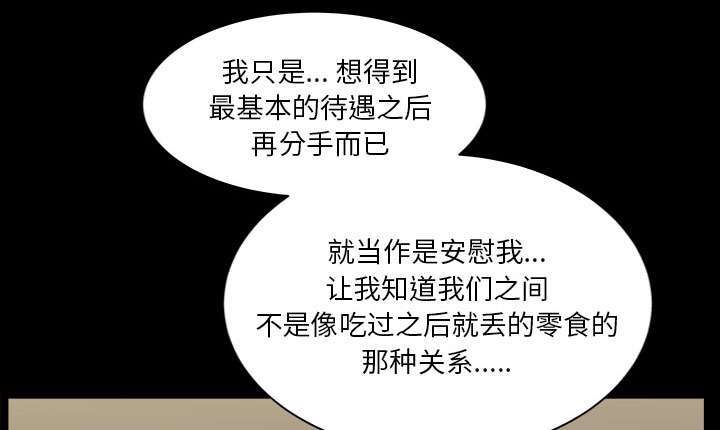 我只是... 想得到
最基本的待遇之后
再分手而已
就当作是安慰我...
让我知道我们之间
不是像吃过之后就丢的零食的
那种关系.....